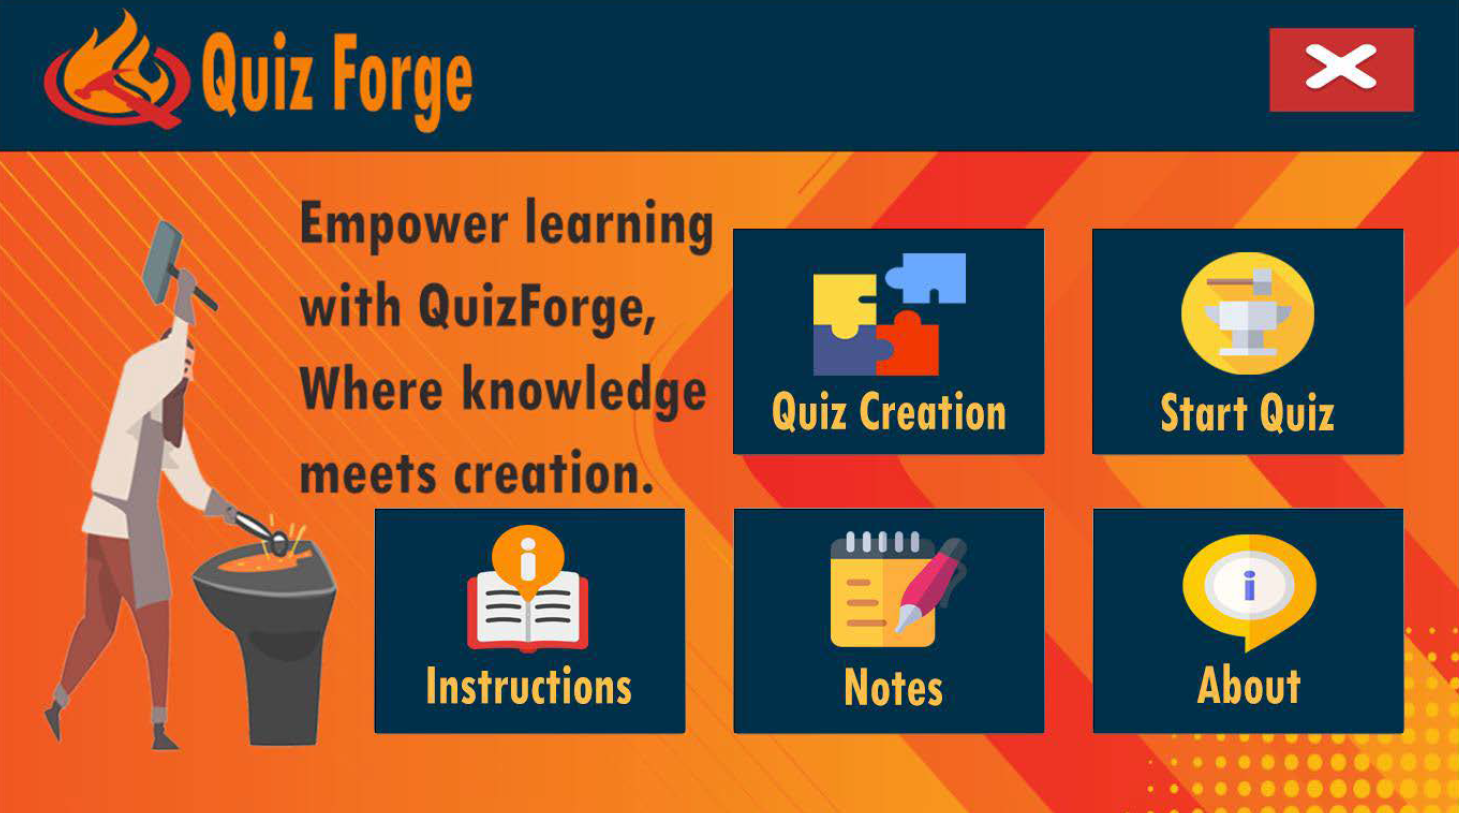 Quiz Forge
Empower learning
with QuizForge,
Where knowledge
meets creation.
Quiz Creation
Start Quiz
Instructions
Notes
About